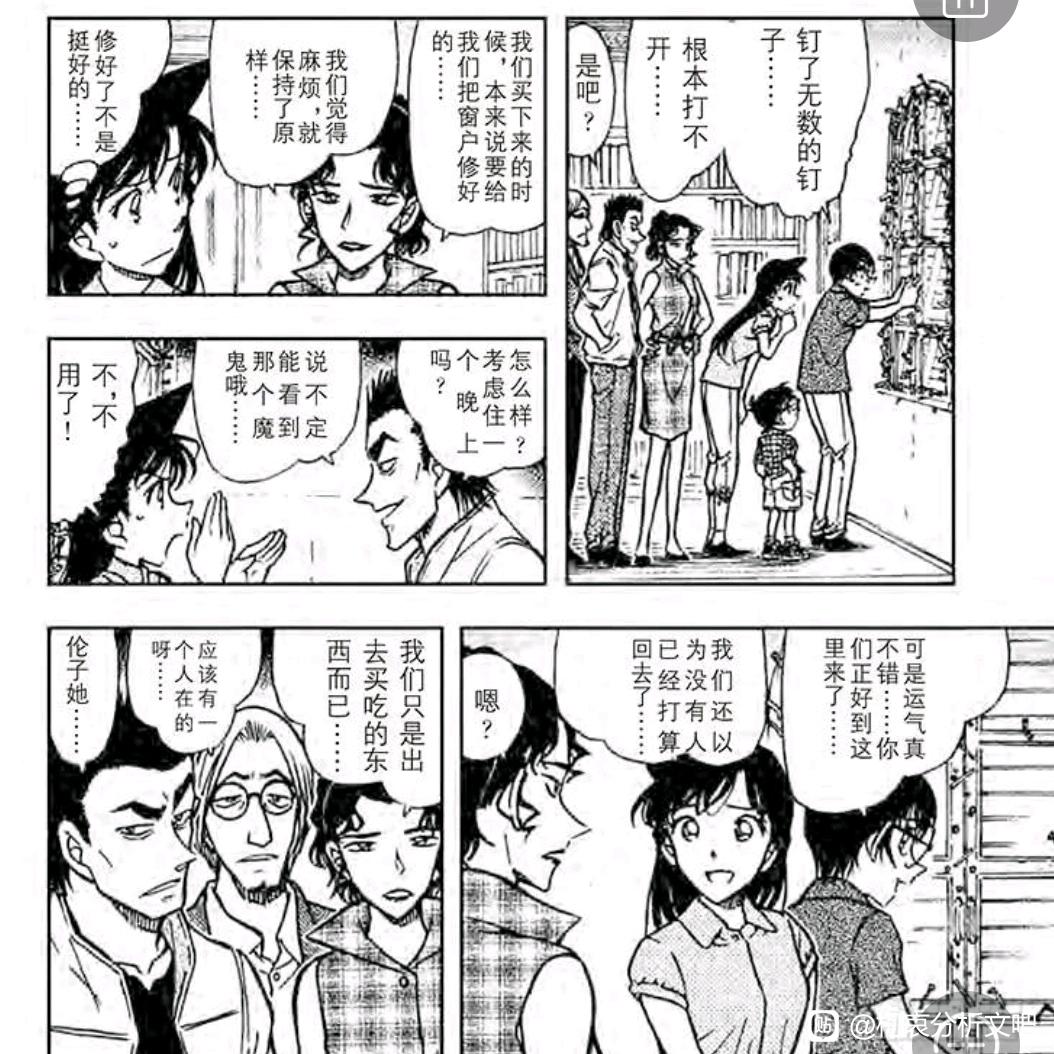 钉了无数的钉
子……
根本打不
开……
是吧？
我们买下来的时
候，本来说要给
我们把窗户修好
的……
我们觉得
麻烦，就
保持了原
样……
修好了不是
挺好的……
怎么样？
考虑住一
个晚上
吗？
说不定
能看到
那个魔
鬼哦……
不，不
用了！
可是运气真
不错……你
们正好到这
里来了……
我们还以
为没有人
已经打算
回去了……
嗯？
我们只是出
去买吃的东
西而已……
应该有一
个人在的
呀……
伦子她……
贴 @柯哀分析文吧